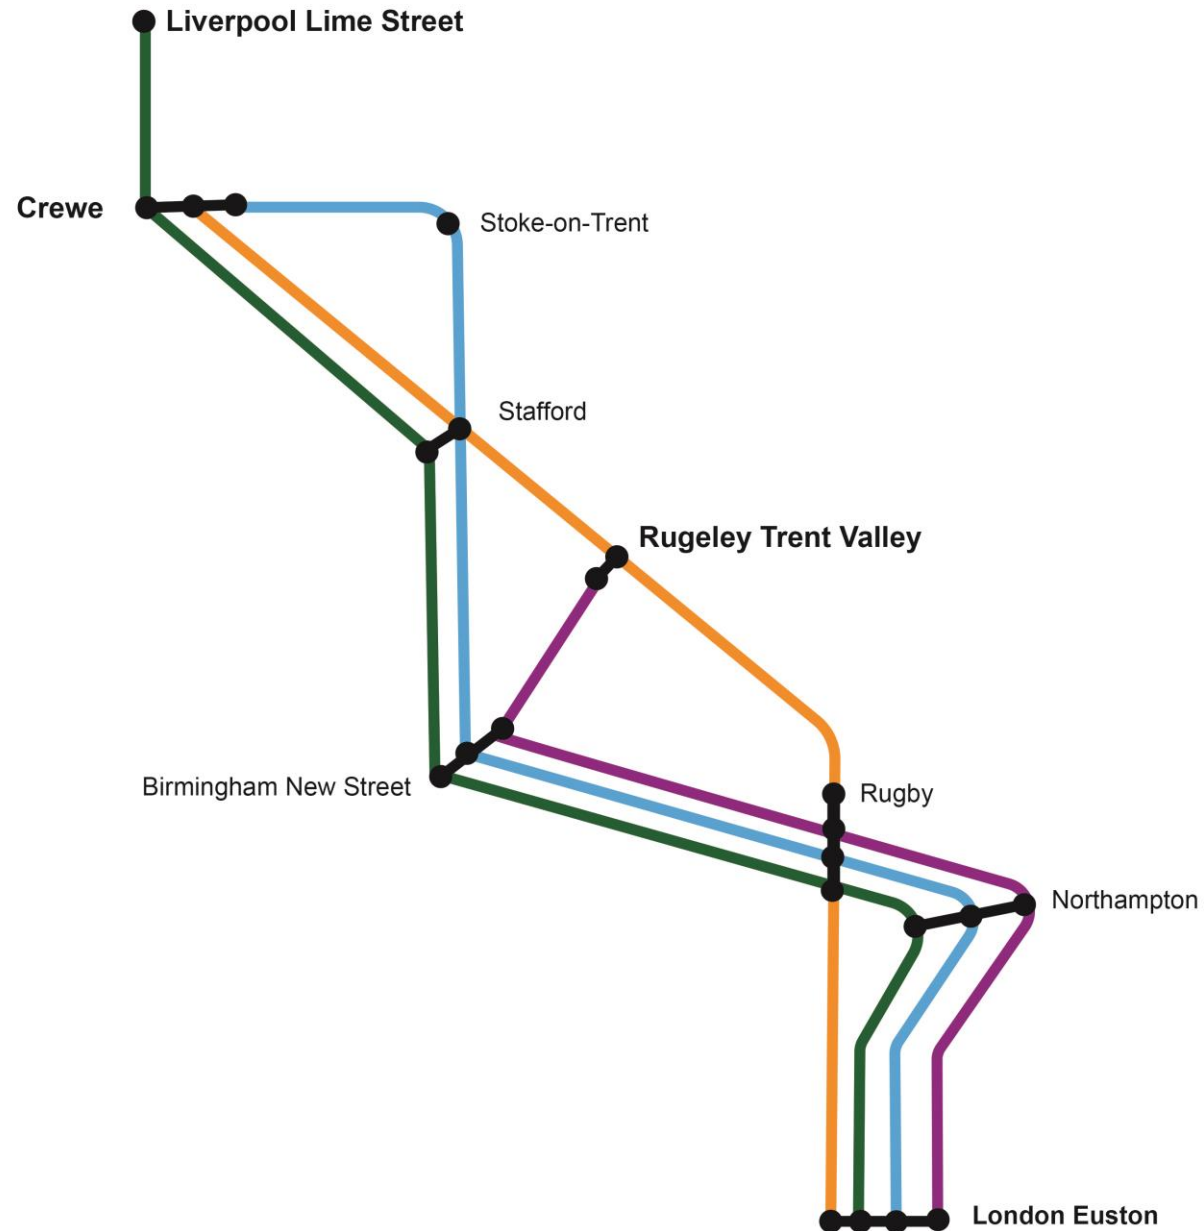 Liverpool Lime Street
Crewe
Stoke-on-Trent
Stafford
Rugeley Trent Valley
Birmingham New Street
Rugby
Northampton
London Euston